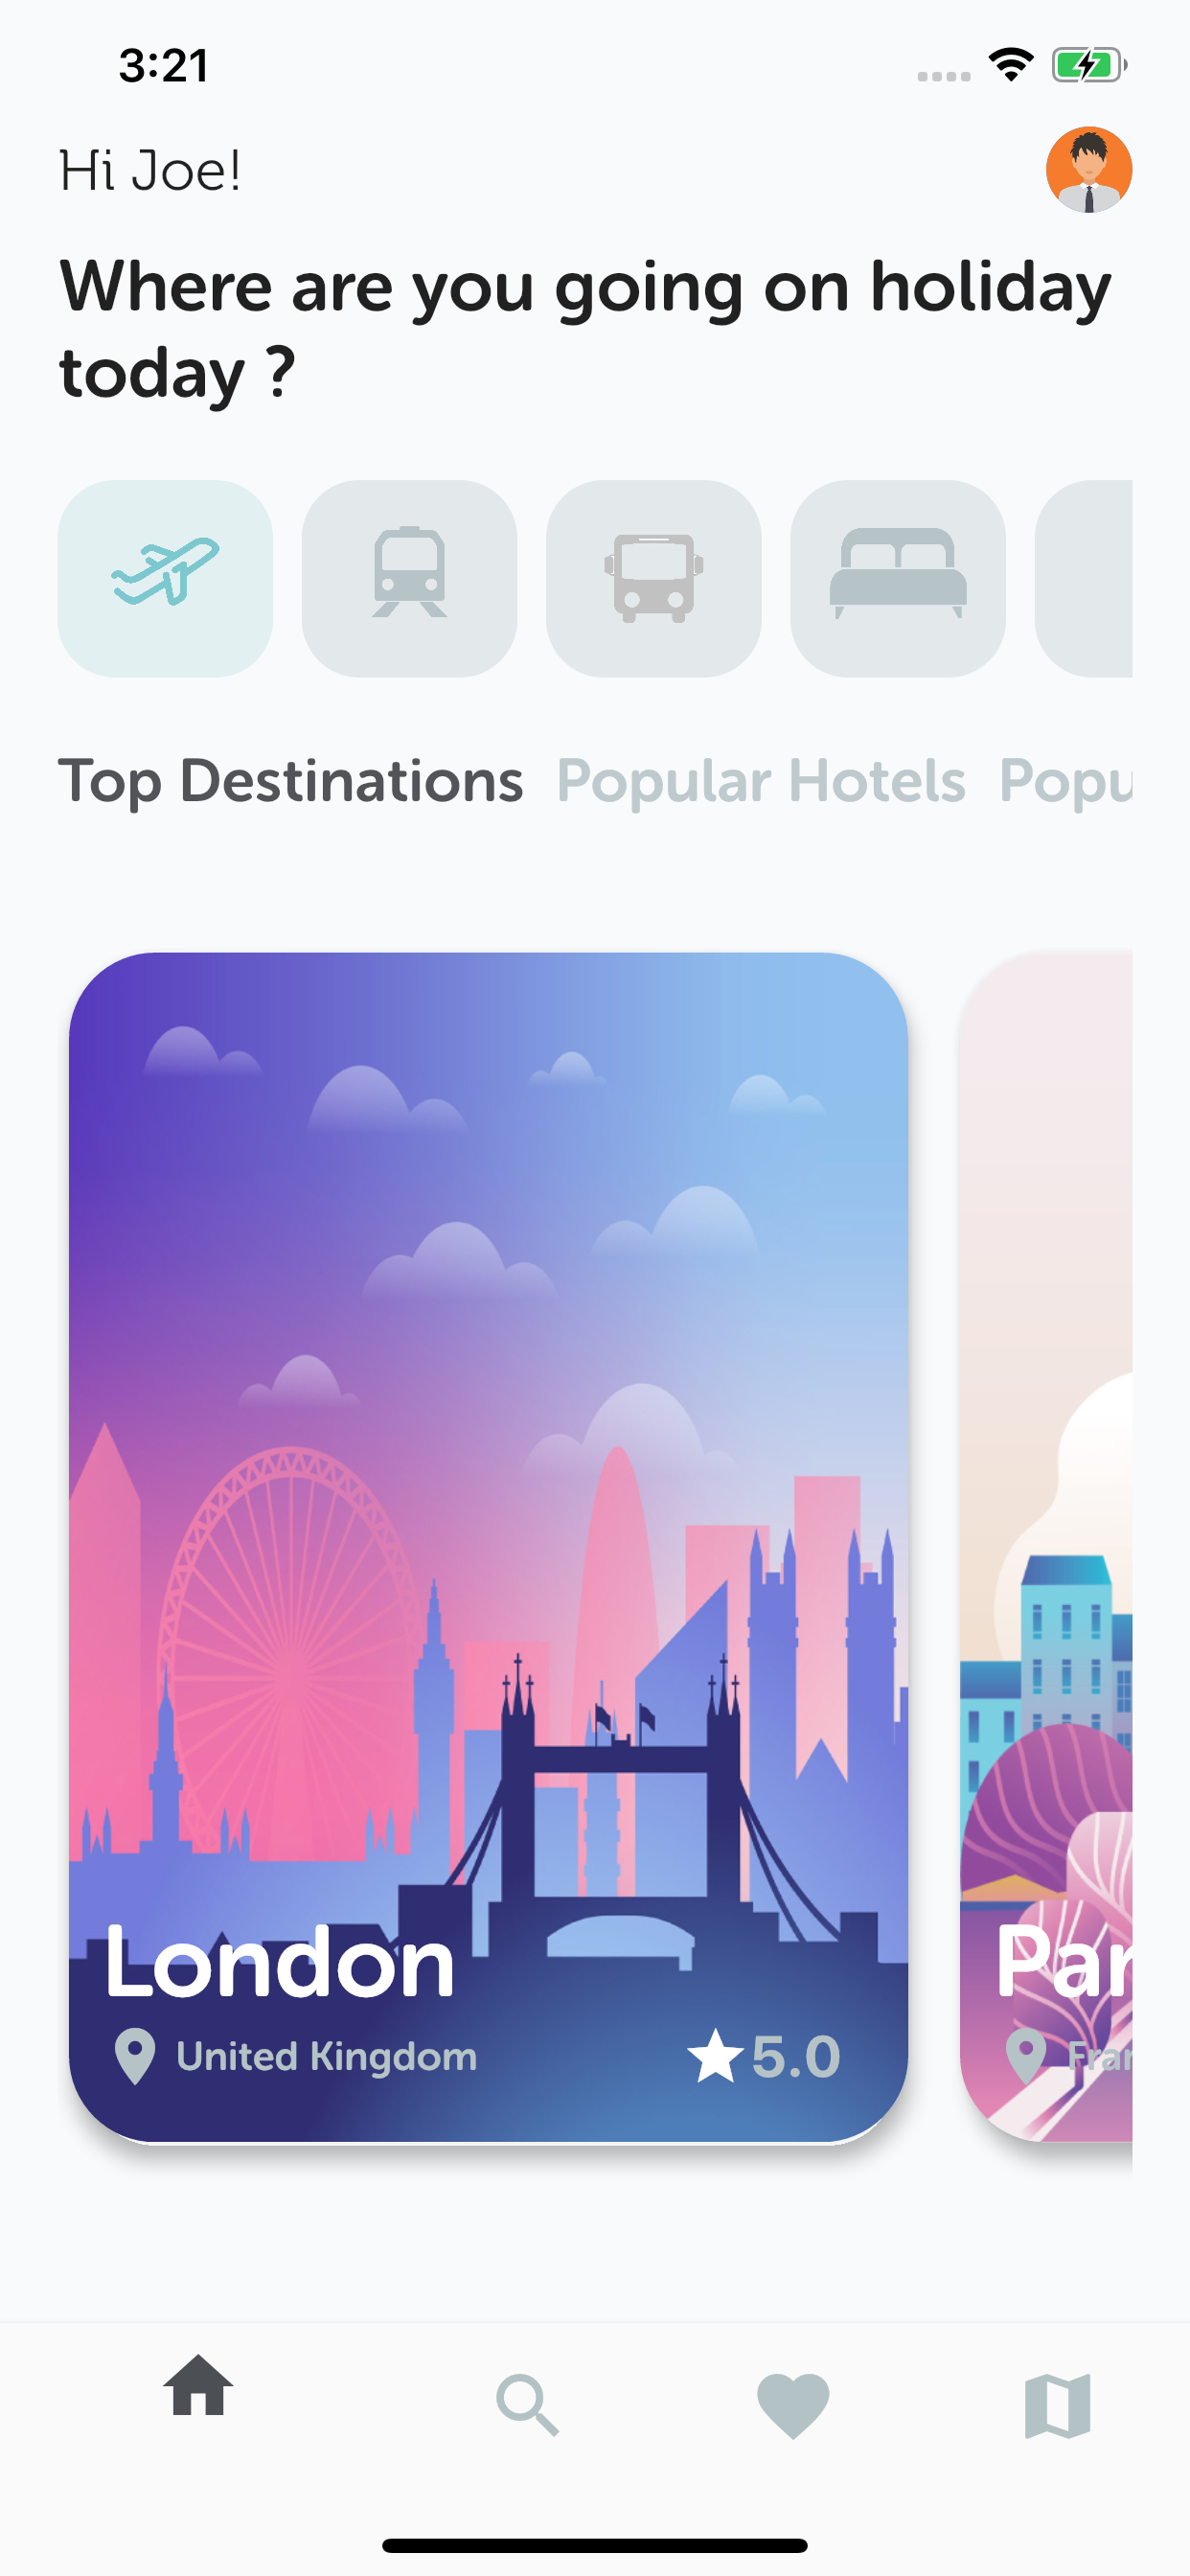 3:21
Hi Joe!
Where are you going on holiday
today ?
Top Destinations Popular Hotels Popu
London
United Kingdom 5.0
Par
Fran